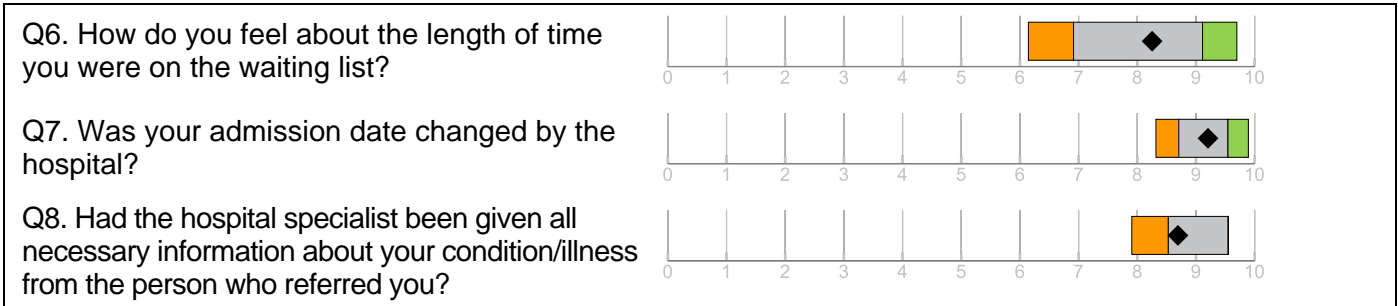 Q6. How do you feel about the length of time
you were on the waiting list?
0 1 2 3 4 5 6 7 8 9 10
Q7. Was your admission date changed by the
hospital?
0 1 2 3 4 5 6 7 8 9 10
Q8. Had the hospital specialist been given all
necessary information about your condition/illness
from the person who referred you?
0 1 2 3 4 5 6 7 8 9 10